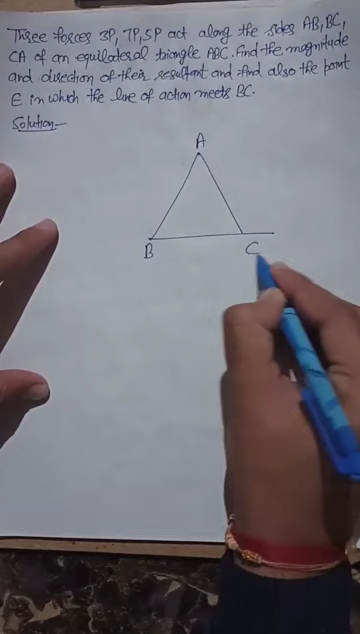 Three forces 3P, 7P, 5P act along the sides AB, BC,
CA of an equilateral triangle ABC. Find the magnitude
and direction of their resultant and find also the point
E in which the line of action meets BC.
Solution-
A
B
C